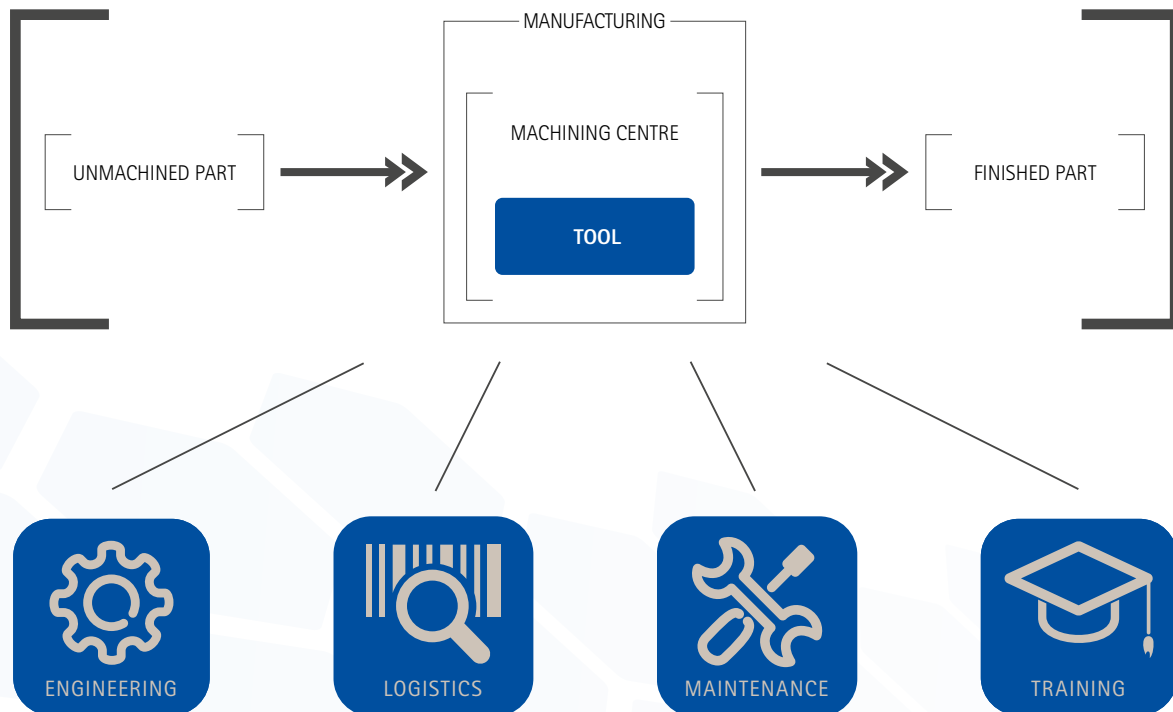 MANUFACTURING
MACHINING CENTRE
UNMACHINED PART
FINISHED PART
TOOL
ENGINEERING
LOGISTICS
MAINTENANCE
TRAINING